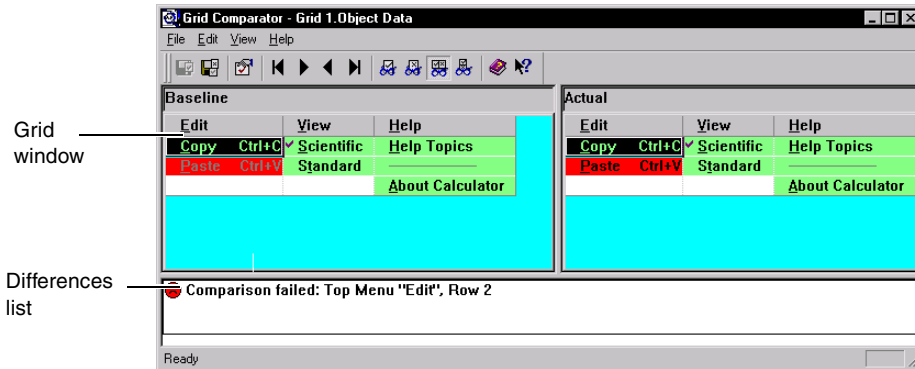 Grid Comparator - Grid 1.Object Data
File Edit View Help
Baseline
Actual
Edit View Help
Copy Ctrl+C Scientific Help Topics
Paste Ctrl+V Standard
About Calculator
Edit View Help
Copy Ctrl+C Scientific Help Topics
Paste Ctrl+V Standard
About Calculator
Grid
window
Differences
list
Comparison failed: Top Menu "Edit", Row 2
Ready